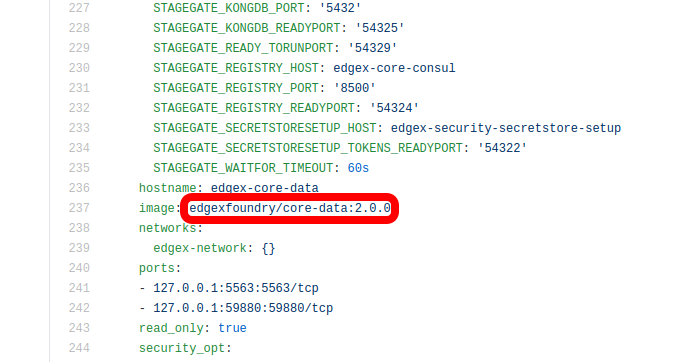 227 STAGEGATE_KONGDB_PORT: '5432'
228 STAGEGATE_KONGDB_READYPORT: '54325'
229 STAGEGATE_READY_TORUNPORT: '54329'
230 STAGEGATE_REGISTRY_HOST: edgex-core-consul
231 STAGEGATE_REGISTRY_PORT: '8500'
232 STAGEGATE_REGISTRY_READYPORT: '54324'
233 STAGEGATE_SECRETSTORESETUP_HOST: edgex-security-secretstore-setup
234 STAGEGATE_SECRETSTORESETUP_TOKENS_READYPORT: '54322'
235 STAGEGATE_WAITFOR_TIMEOUT: 60s
236 hostname: edgex-core-data
237 image: edgexfoundry/core-data:2.0.0
238 networks:
239 edgex-network: {}
240 ports:
241 - 127.0.0.1:5563:5563/tcp
242 - 127.0.0.1:59880:59880/tcp
243 read_only: true
244 security_opt: